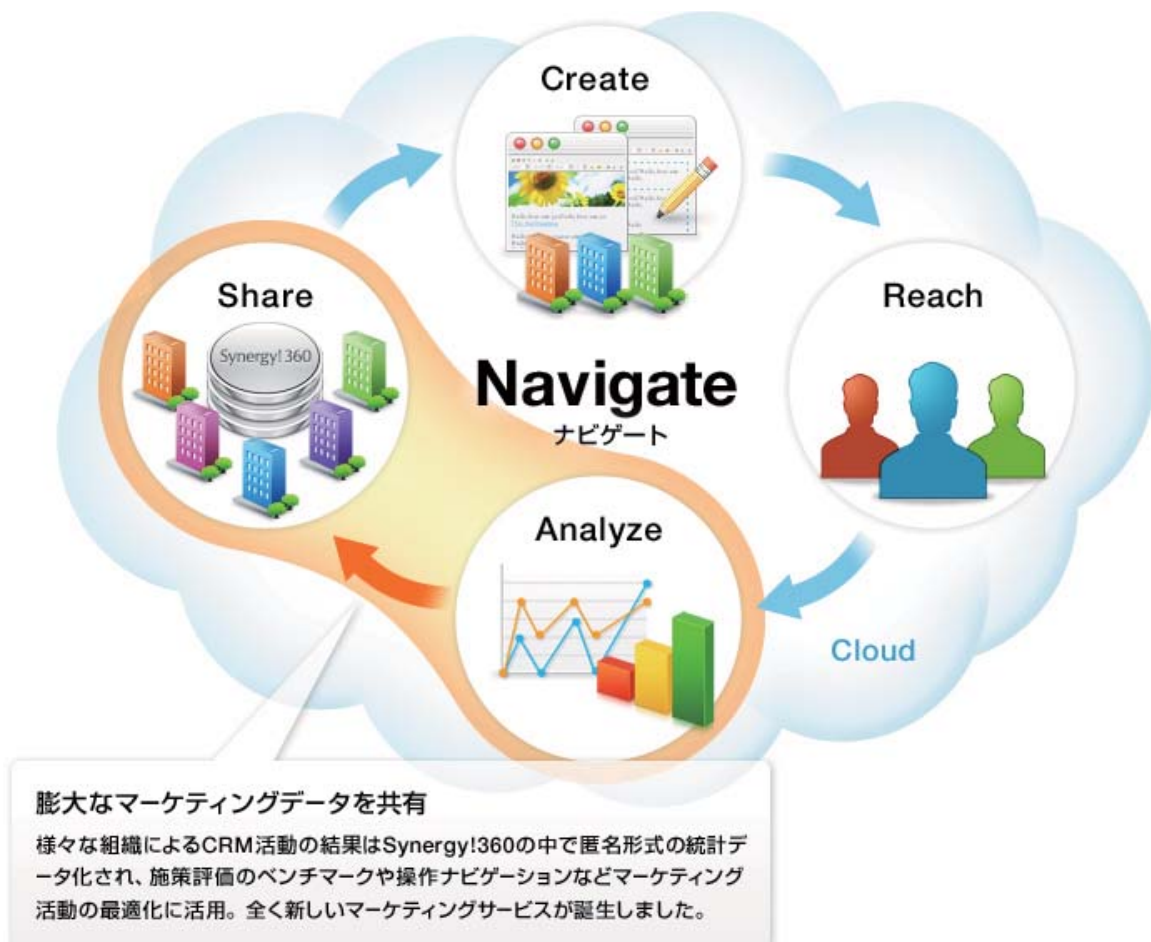 Create
Share
Synergy!360
Reach
Navigate
ナビゲート
Analyze
Cloud
膨大なマーケティングデータを共有
様々な組織によるCRM活動の結果はSynergy!360の中で匿名形式の統計デ
ータ化され、施策評価のベンチマークや操作ナビゲーションなどマーケティング
活動の最適化に活用。全く新しいマーケティングサービスが誕生しました。